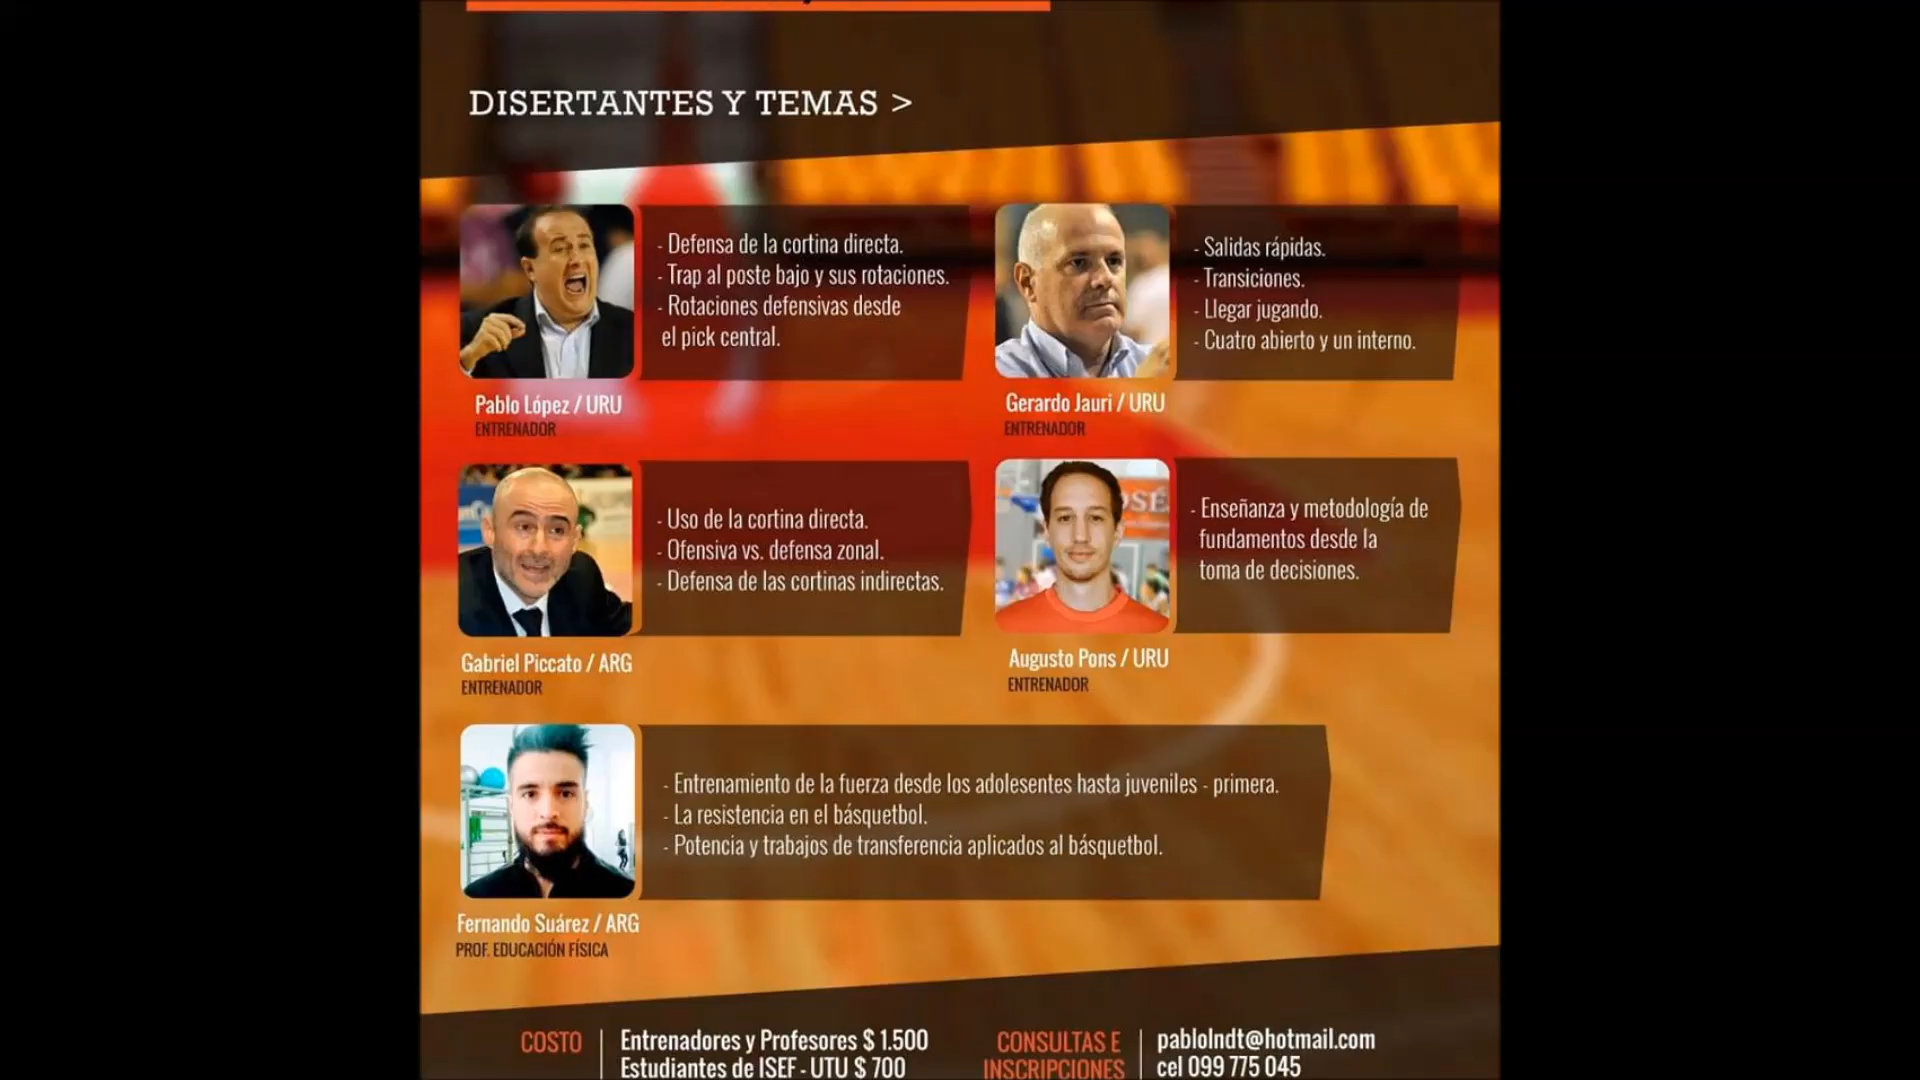 DISERTANTES Y TEMAS >
- Defensa de la cortina directa.
- Trap al poste bajo y sus rotaciones.
- Rotaciones defensivas desde
el pick central.
Pablo López / URU
ENTRENADOR
- Salidas rápidas.
- Transiciones.
- Llegar jugando.
- Cuatro abierto y un interno.
Gerardo Jauri / URU
ENTRENADOR
- Uso de la cortina directa.
- Ofensiva vs. defensa zonal.
- Defensa de las cortinas indirectas.
Gabriel Piccato / ARG
ENTRENADOR
OSÉ
- Enseñanza y metodología de
fundamentos desde la
toma de decisiones.
Augusto Pons / URU
ENTRENADOR
- Entrenamiento de la fuerza desde los adolesentes hasta juveniles - primera.
- La resistencia en el básquetbol.
- Potencia y trabajos de transferencia aplicados al básquetbol.
Fernando Suárez / ARG
PROF. EDUCACIÓN FÍSICA
COSTO
Entrenadores y Profesores $ 1.500
Estudiantes de ISEF - UTU $ 700
CONSULTAS E
INSCRIPCIONES
pablolndt@hotmail.com
cel 099 775 045